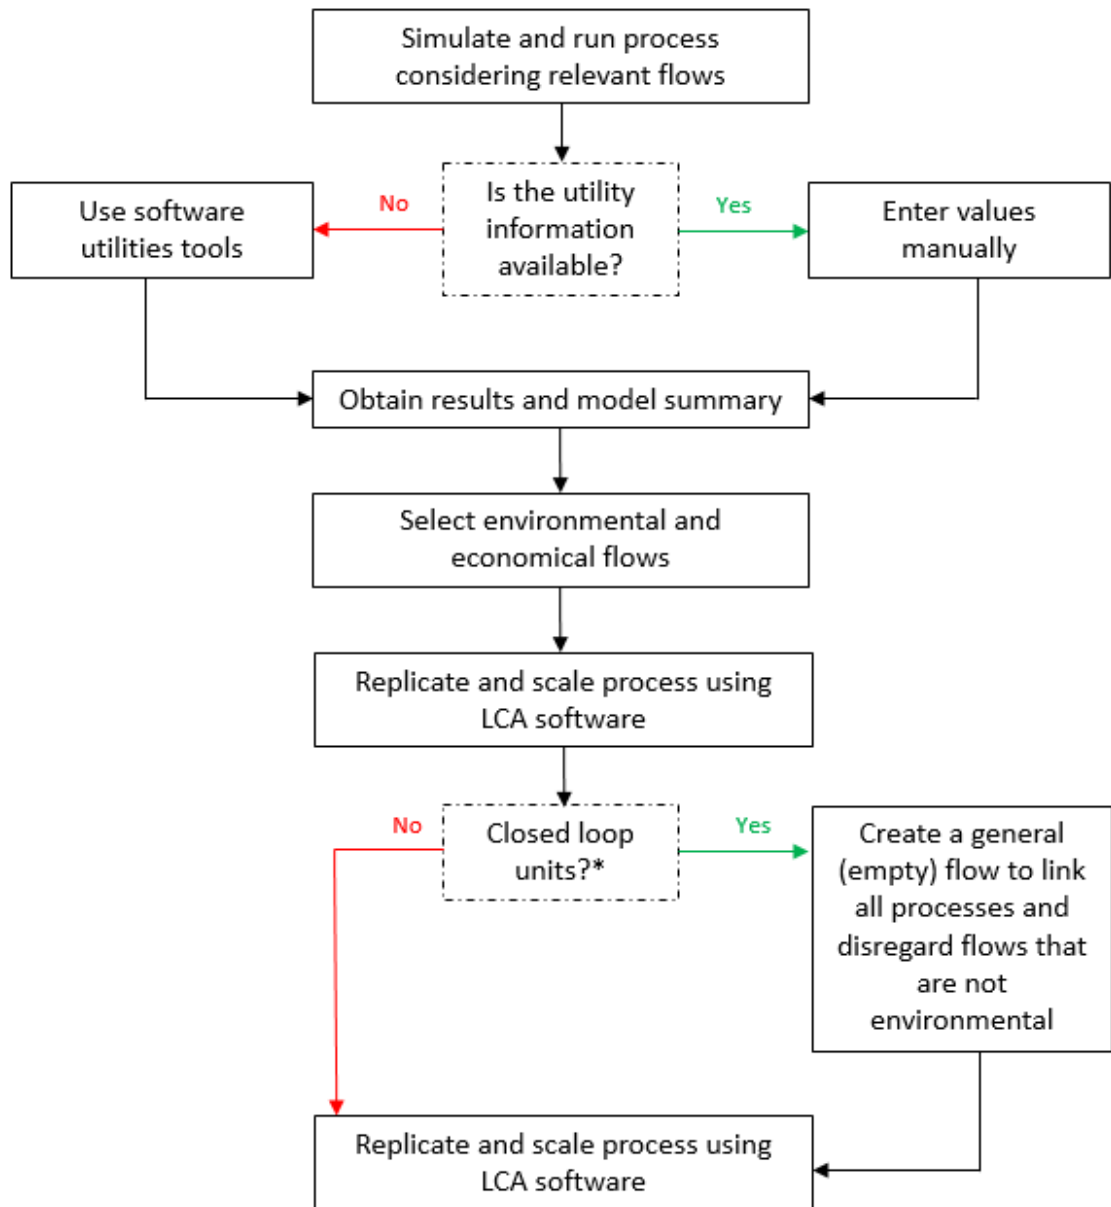 Simulate and run process
considering relevant flows
Is the utility
information
available?
No
Yes
Use software
utilities tools
Enter values
manually
Obtain results and model summary
Select environmental and
economical flows
Replicate and scale process using
LCA software
Closed loop
units?*
No
Yes
Create a general
(empty) flow to link
all processes and
disregard flows that
are not
environmental
Replicate and scale process using
LCA software